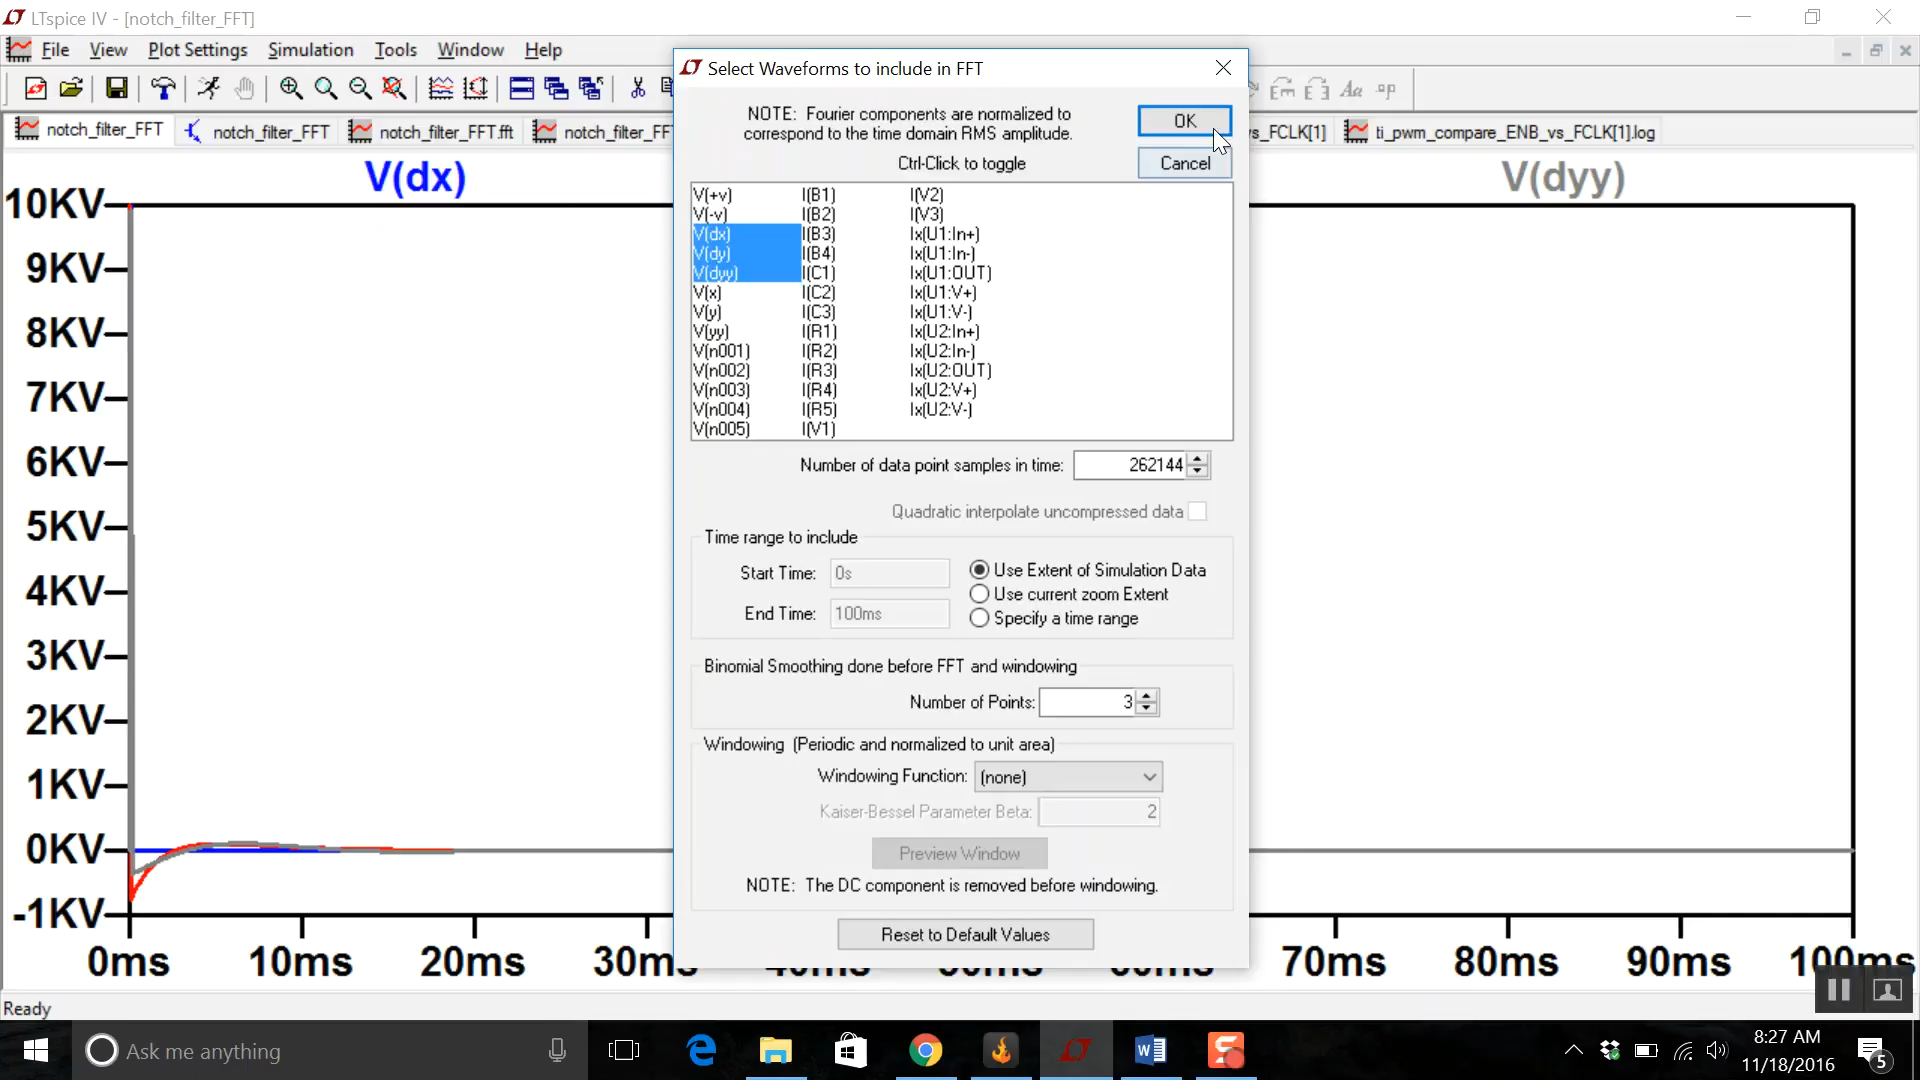 LTspice IV - [notch_filter_FFT]
File View Plot Settings Simulation Tools Window Help
notch_filter_FFT notch_filter_FFT notch_filter_FFT.fft notch_filter_FF s_FCLK[1] ti_pwm_compare_ENB_vs_FCLK[1].log
V(dx) V(dyy)
10KV
9KV
8KV
7KV
6KV
5KV
4KV
3KV
2KV
1KV
0KV
-1KV
0ms 10ms 20ms 30ms 70ms 80ms 90ms 100ms
Select Waveforms to include in FFT
NOTE: Fourier components are normalized to
correspond to the time domain RMS amplitude.
Ctrl-Click to toggle
OK
Cancel
V(+v) I(B1) I(V2)
V(-v) I(B2) I(V3)
V(dx) I(B3) Ix(U1:In+)
V(dy) I(B4) Ix(U1:In-)
V(dyy) I(C1) Ix(U1:OUT)
V(x) I(C2) Ix(U1:V+)
V(y) I(C3) Ix(U1:V-)
V(yy) I(R1) Ix(U2:In+)
V(n001) I(R2) Ix(U2:In-)
V(n002) I(R3) Ix(U2:OUT)
V(n003) I(R4) Ix(U2:V+)
V(n004) I(R5) Ix(U2:V-)
V(n005) I(V1)
Number of data point samples in time: 262144
Quadratic interpolate uncompressed data
Time range to include
Start Time: 0s
End Time: 100ms
Use Extent of Simulation Data
Use current zoom Extent
Specify a time range
Binomial Smoothing done before FFT and windowing
Number of Points: 3
Windowing (Periodic and normalized to unit area)
Windowing Function: (none)
Kaiser-Bessel Parameter Beta: 2
Preview Window
NOTE: The DC component is removed before windowing.
Reset to Default Values
Ready
Ask me anything
8:27 AM
11/18/2016
5